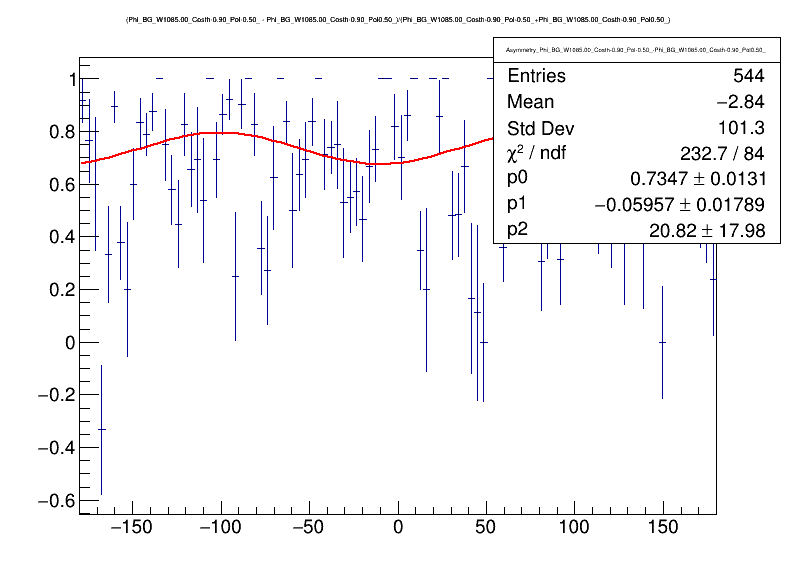 (Phi_BG_W1085.00_Costh-0.90_Pol-0.50_ - Phi_BG_W1085.00_Costh-0.90_Pol0.50_)/(Phi_BG_W1085.00_Costh-0.90_Pol-0.50_+Phi_BG_W1085.00_Costh-0.90_Pol0.50_)
Asymmetry_Phi_BG_W1085.00_Costh-0.90_Pol-0.50_-Phi_BG_W1085.00_Costh-0.90_Pol0.50_
Entries 544
Mean −2.84
Std Dev 101.3
χ² / ndf 232.7 / 84
p0 0.7347 ± 0.0131
p1 −0.05957 ± 0.01789
p2 20.82 ± 17.98
1
0.8
0.6
0.4
0.2
0
−0.2
−0.4
−0.6
−150 −100 −50 0 50 100 150